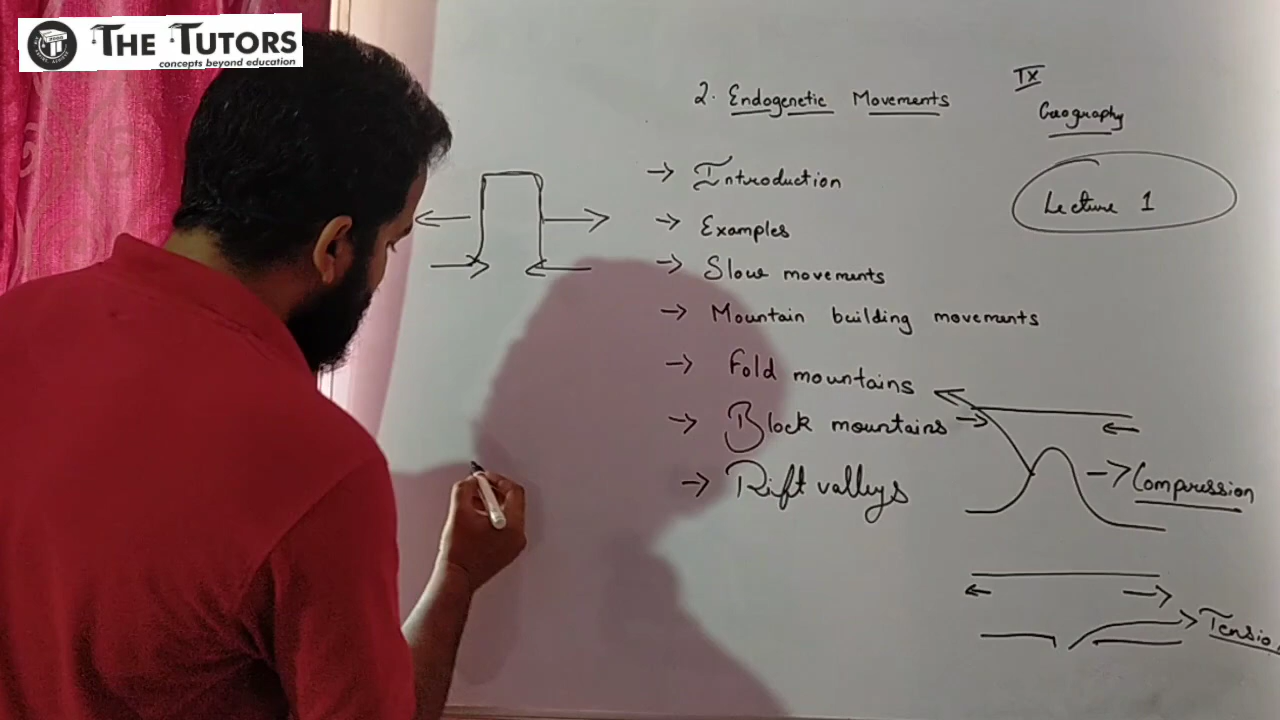 THE TUTORS
concepts beyond education
2. Endogenetic Movements
IX
Geography
Lecture 1
→ Introduction
→ Examples
→ Slow movements
→ Mountain building movements
→ Fold mountains
→ Block mountains
→ Rift valleys
→ Compression
→ Tension